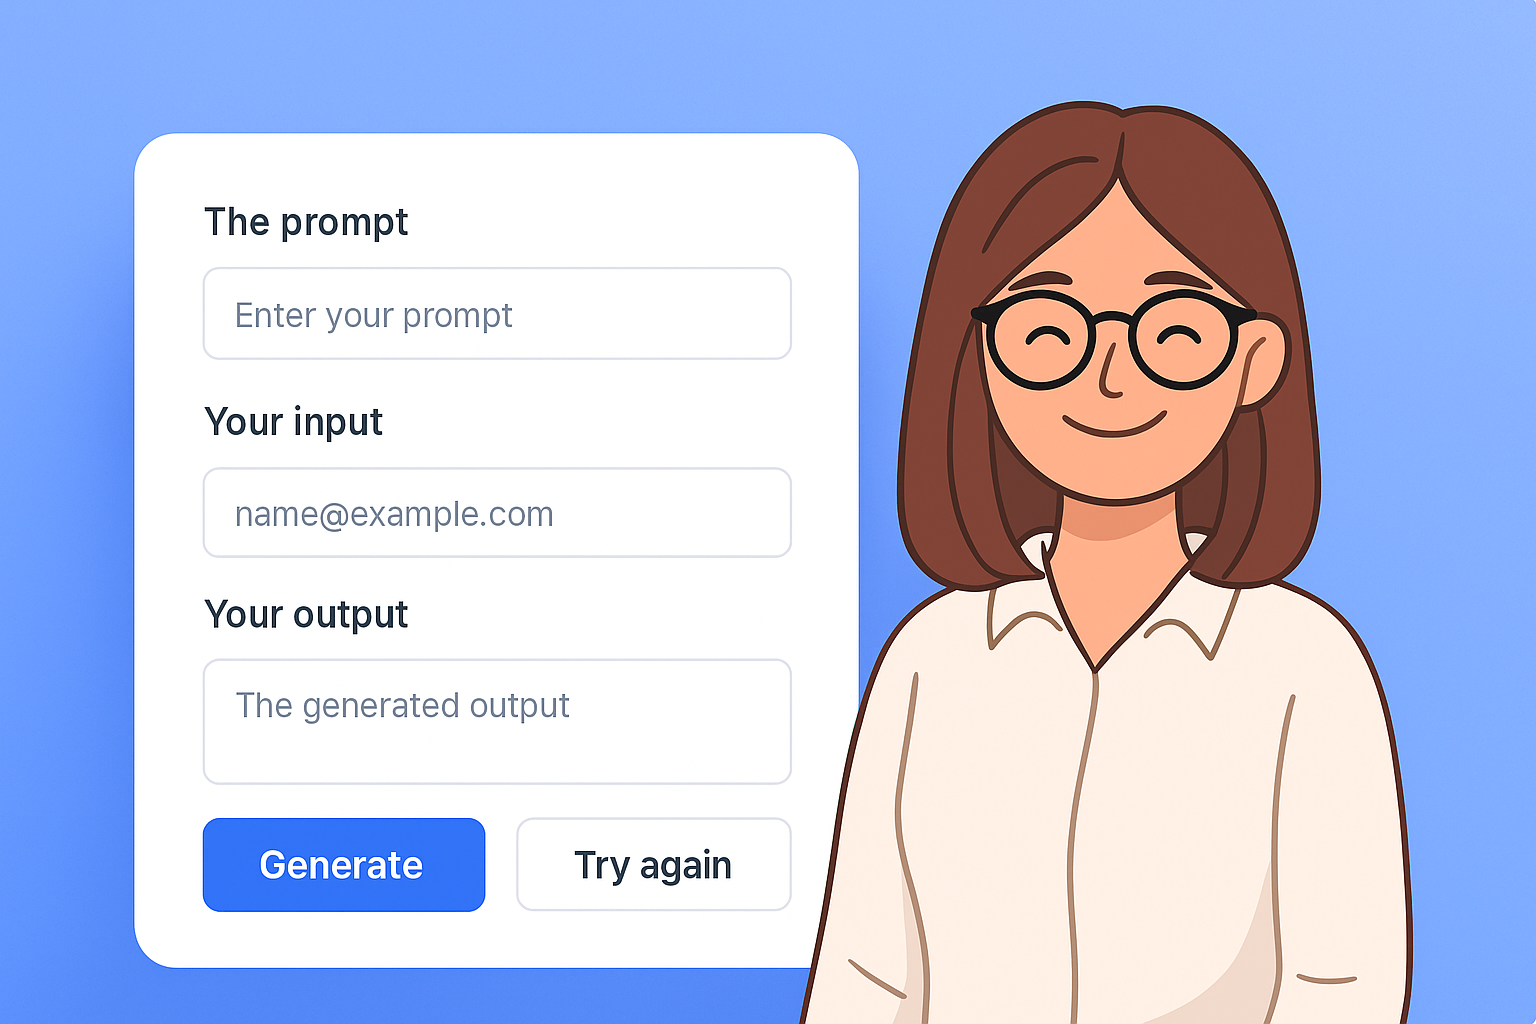 The prompt
Enter your prompt
Your input
name@example.com
Your output
The generated output
Generate
Try again